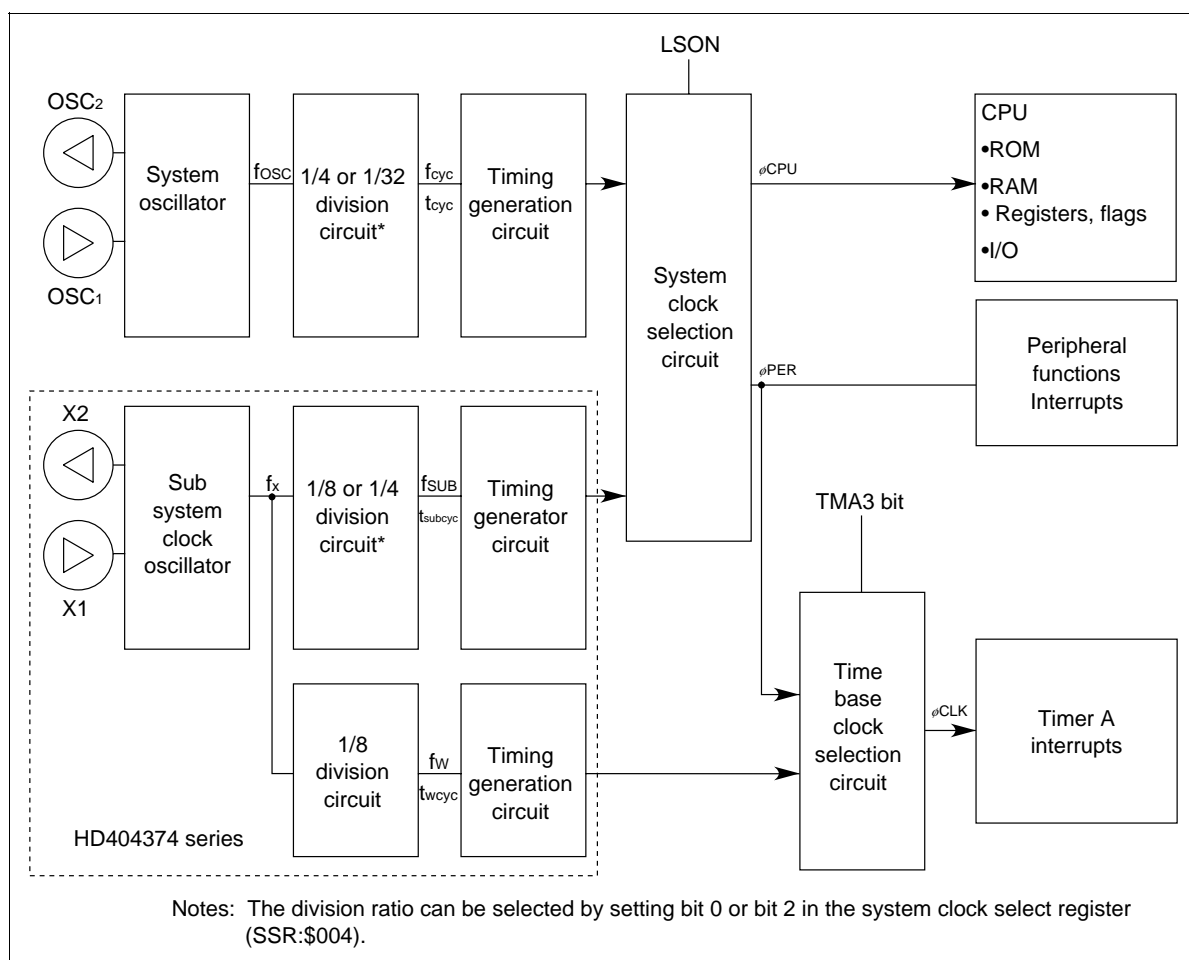 LSON
OSC2
OSC1
System
oscillator
fOSC
1/4 or 1/32
division
circuit*
fcyc
tcyc
Timing
generation
circuit
System
clock
selection
circuit
øCPU
CPU
•ROM
•RAM
• Registers, flags
•I/O
øPER
Peripheral
functions
Interrupts
X2
X1
Sub
system
clock
oscillator
fx
1/8 or 1/4
division
circuit*
fSUB
tsubcyc
Timing
generator
circuit
TMA3 bit
1/8
division
circuit
fW
twcyc
Timing
generation
circuit
Time
base
clock
selection
circuit
øCLK
Timer A
interrupts
HD404374 series
Notes: The division ratio can be selected by setting bit 0 or bit 2 in the system clock select register
(SSR:$004).